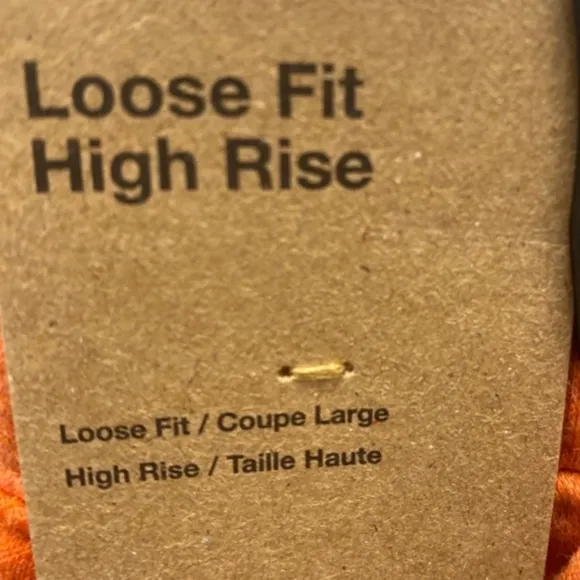 Loose Fit
High Rise
Loose Fit / Coupe Large
High Rise / Taille Haute